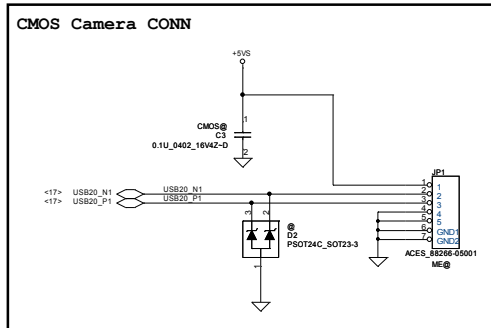 CMOS Camera CONN
+5VS
1
CMOS@
C3
0.1U_0402_16V4Z~D
2
JP1
1 1
2 2
3 3
4 4
5 5
6 GND1
7 GND2
ACES_88266-05001
ME@
<17> USB20_N1 USB20_N1
<17> USB20_P1 USB20_P1
3 2
@
D2
PSOT24C_SOT23-3
1